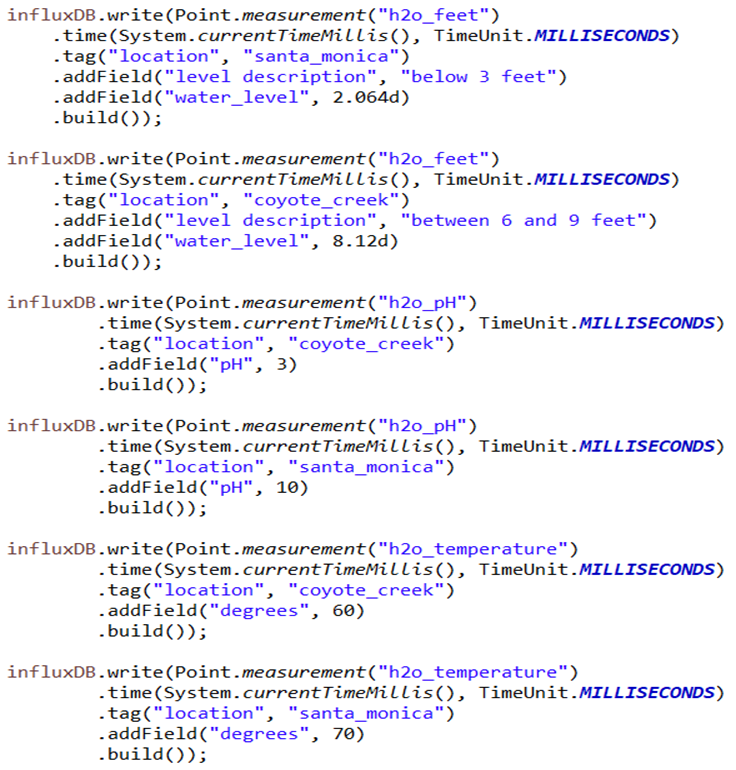 influxDB.write(Point.measurement("h2o_feet")
.time(System.currentTimeMillis(), TimeUnit.MILLISECONDS)
.tag("location", "santa_monica")
.addField("level description", "below 3 feet")
.addField("water_level", 2.064d)
.build());
influxDB.write(Point.measurement("h2o_feet")
.time(System.currentTimeMillis(), TimeUnit.MILLISECONDS)
.tag("location", "coyote_creek")
.addField("level description", "between 6 and 9 feet")
.addField("water_level", 8.12d)
.build());
influxDB.write(Point.measurement("h2o_pH")
.time(System.currentTimeMillis(), TimeUnit.MILLISECONDS)
.tag("location", "coyote_creek")
.addField("pH", 3)
.build());
influxDB.write(Point.measurement("h2o_pH")
.time(System.currentTimeMillis(), TimeUnit.MILLISECONDS)
.tag("location", "santa_monica")
.addField("pH", 10)
.build());
influxDB.write(Point.measurement("h2o_temperature")
.time(System.currentTimeMillis(), TimeUnit.MILLISECONDS)
.tag("location", "coyote_creek")
.addField("degrees", 60)
.build());
influxDB.write(Point.measurement("h2o_temperature")
.time(System.currentTimeMillis(), TimeUnit.MILLISECONDS)
.tag("location", "santa_monica")
.addField("degrees", 70)
.build());